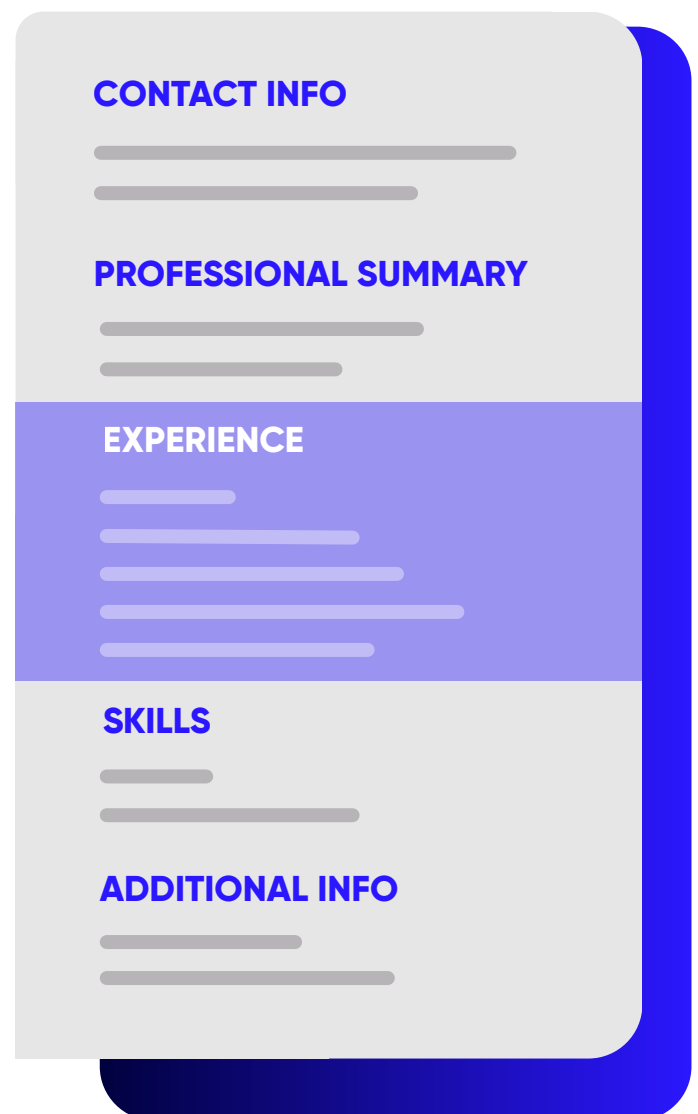 CONTACT INFO
PROFESSIONAL SUMMARY
EXPERIENCE
SKILLS
ADDITIONAL INFO